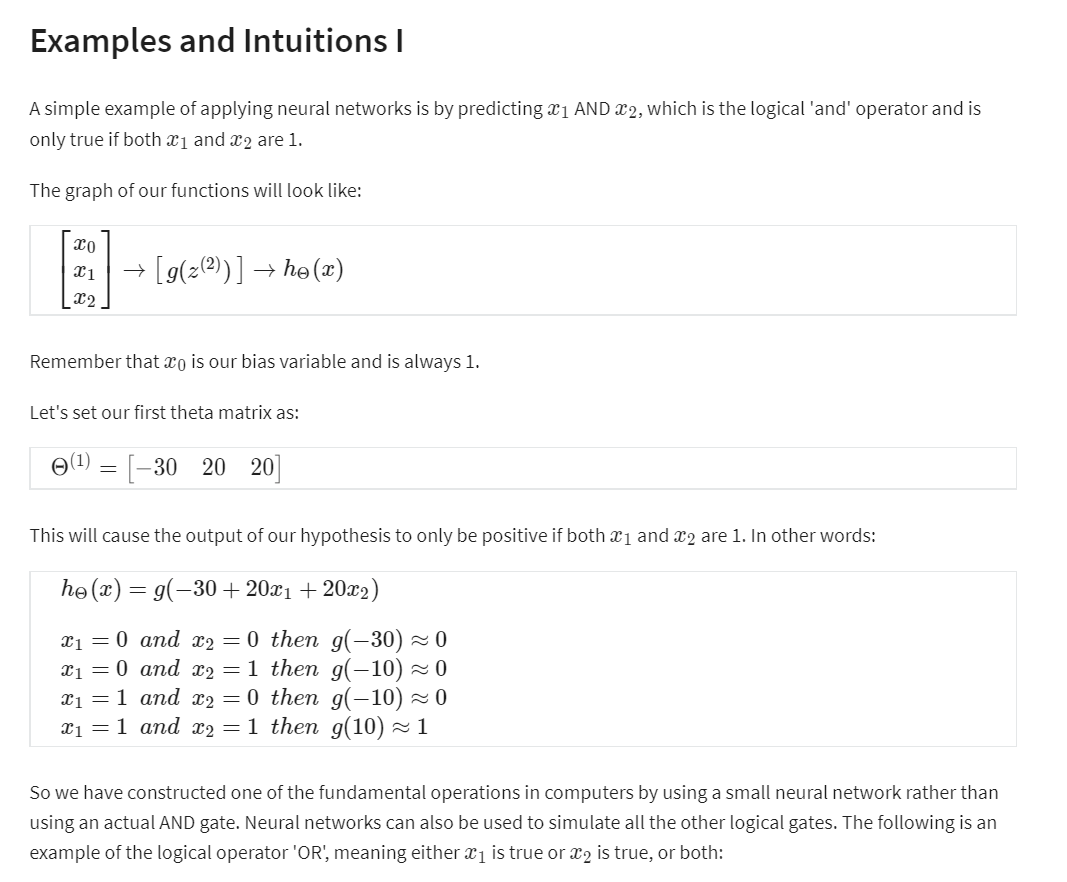 Examples and Intuitions I
A simple example of applying neural networks is by predicting x₁ AND x₂, which is the logical 'and' operator and is
only true if both x₁ and x₂ are 1.
The graph of our functions will look like:
[x₀
x₁
x₂] → [g(z⁽²⁾)] → hΘ(x)
Remember that x₀ is our bias variable and is always 1.
Let's set our first theta matrix as:
Θ⁽¹⁾ = [−30 20 20]
This will cause the output of our hypothesis to only be positive if both x₁ and x₂ are 1. In other words:
hΘ(x) = g(−30 + 20x₁ + 20x₂)
x₁ = 0 and x₂ = 0 then g(−30) ≈ 0
x₁ = 0 and x₂ = 1 then g(−10) ≈ 0
x₁ = 1 and x₂ = 0 then g(−10) ≈ 0
x₁ = 1 and x₂ = 1 then g(10) ≈ 1
So we have constructed one of the fundamental operations in computers by using a small neural network rather than
using an actual AND gate. Neural networks can also be used to simulate all the other logical gates. The following is an
example of the logical operator 'OR', meaning either x₁ is true or x₂ is true, or both: